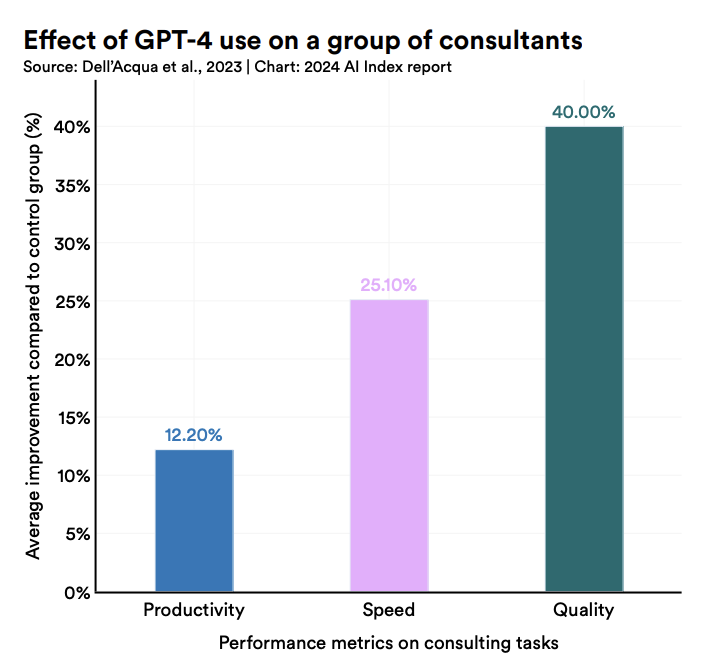 Effect of GPT-4 use on a group of consultants
Source: Dell’Acqua et al., 2023 | Chart: 2024 AI Index report
Average improvement compared to control group (%)
40%
35%
30%
25%
20%
15%
10%
5%
0%
12.20%
25.10%
40.00%
Productivity
Speed
Quality
Performance metrics on consulting tasks